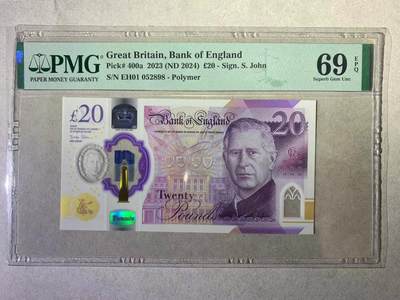 PMG
PAPER MONEY GUARANTY
Great Britain, Bank of England
Pick# 400a 2023 (ND 2024) £20 - Sign. S. John
S/N EH01 052898 - Polymer
69 EPQ
Superb Gem Unc
£20
Bank of England
20
Twenty
Pounds